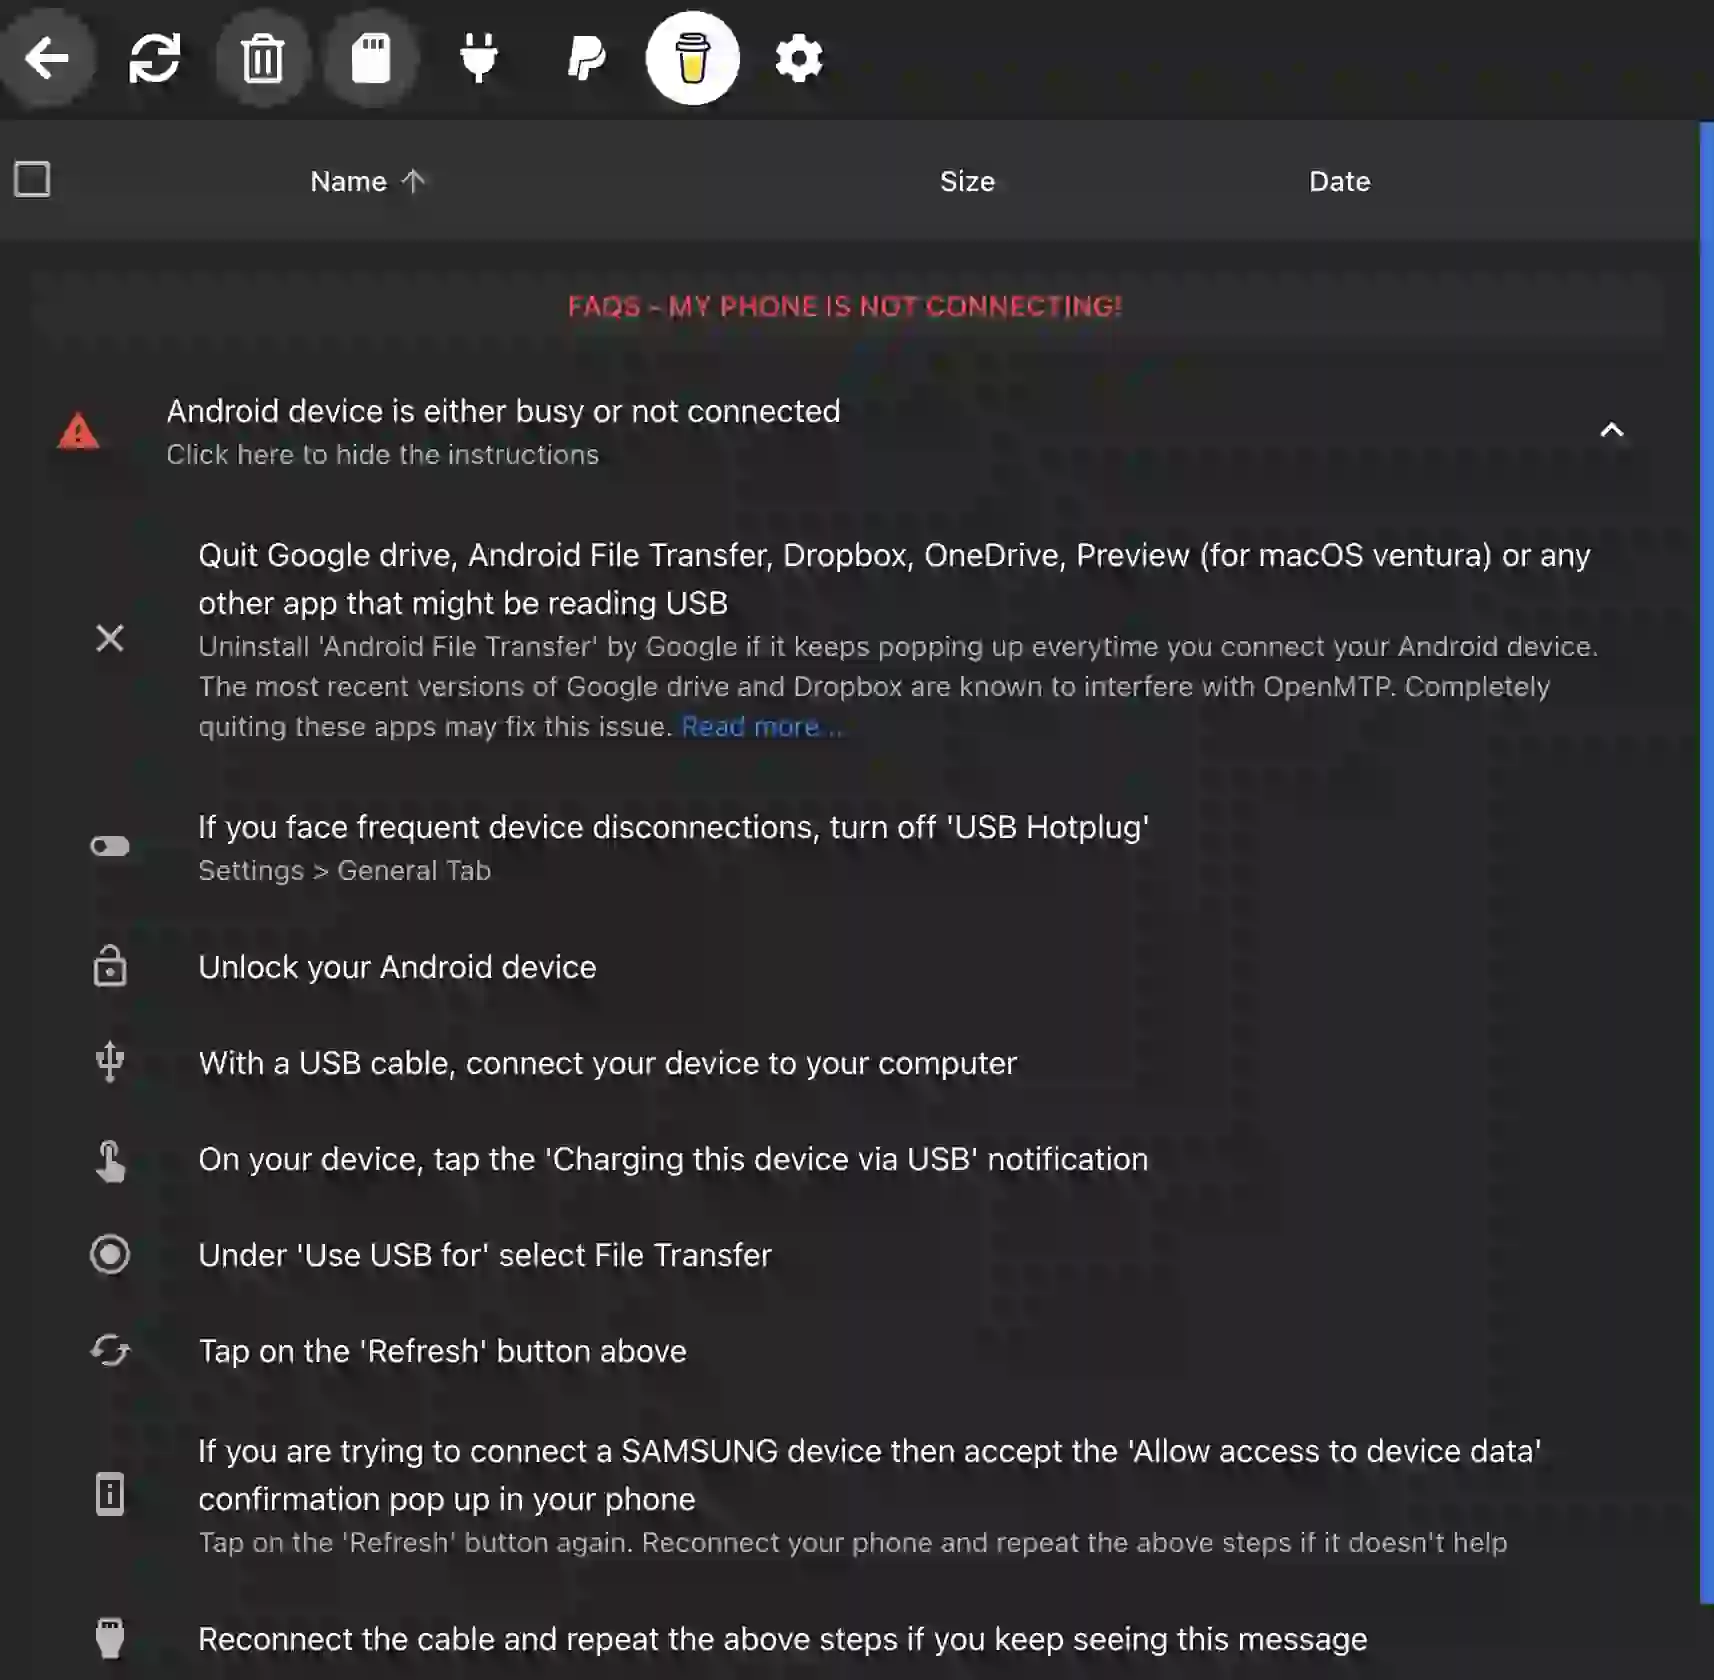 Name ↑ Size Date
FAQS - MY PHONE IS NOT CONNECTING!
Android device is either busy or not connected
Click here to hide the instructions
Quit Google drive, Android File Transfer, Dropbox, OneDrive, Preview (for macOS ventura) or any
other app that might be reading USB
Uninstall 'Android File Transfer' by Google if it keeps popping up everytime you connect your Android device.
The most recent versions of Google drive and Dropbox are known to interfere with OpenMTP. Completely
quiting these apps may fix this issue. Read more...
If you face frequent device disconnections, turn off 'USB Hotplug'
Settings > General Tab
Unlock your Android device
With a USB cable, connect your device to your computer
On your device, tap the 'Charging this device via USB' notification
Under 'Use USB for' select File Transfer
Tap on the 'Refresh' button above
If you are trying to connect a SAMSUNG device then accept the 'Allow access to device data'
confirmation pop up in your phone
Tap on the 'Refresh' button again. Reconnect your phone and repeat the above steps if it doesn't help
Reconnect the cable and repeat the above steps if you keep seeing this message